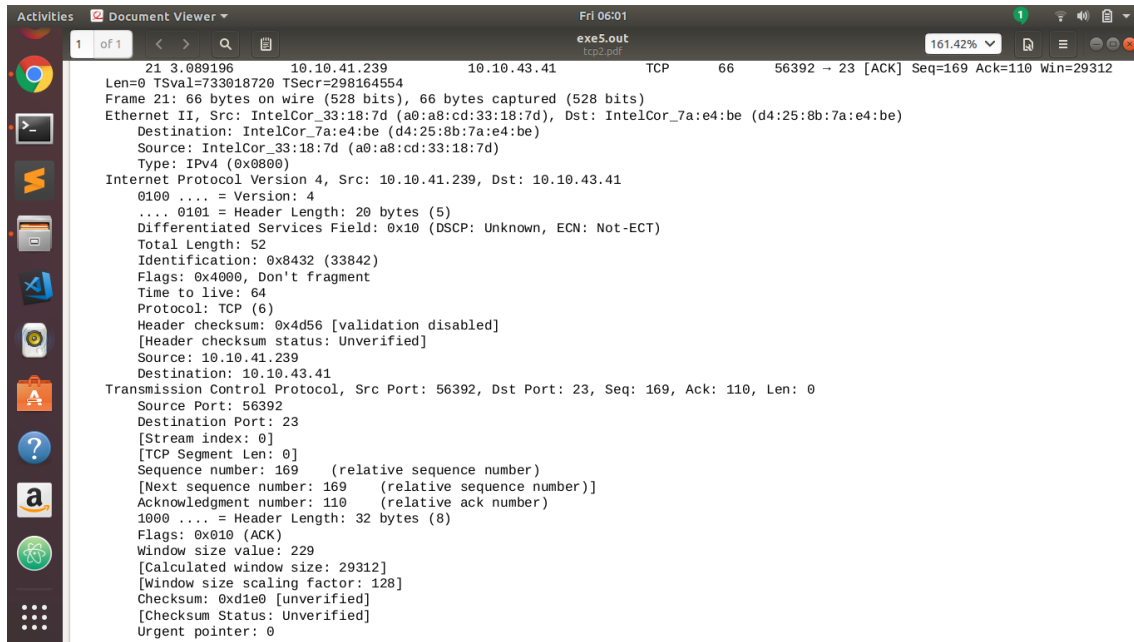 Activities Document Viewer Fri 06:01 1
1 of 1 exe5.out 161.42%
tcp2.pdf
21 3.089196 10.10.41.239 10.10.43.41 TCP 66 56392 → 23 [ACK] Seq=169 Ack=110 Win=29312
Len=0 TSval=733018720 TSecr=298164554
Frame 21: 66 bytes on wire (528 bits), 66 bytes captured (528 bits)
Ethernet II, Src: IntelCor_33:18:7d (a0:a8:cd:33:18:7d), Dst: IntelCor_7a:e4:be (d4:25:8b:7a:e4:be)
Destination: IntelCor_7a:e4:be (d4:25:8b:7a:e4:be)
Source: IntelCor_33:18:7d (a0:a8:cd:33:18:7d)
Type: IPv4 (0x0800)
Internet Protocol Version 4, Src: 10.10.41.239, Dst: 10.10.43.41
0100 .... = Version: 4
.... 0101 = Header Length: 20 bytes (5)
Differentiated Services Field: 0x10 (DSCP: Unknown, ECN: Not-ECT)
Total Length: 52
Identification: 0x8432 (33842)
Flags: 0x4000, Don't fragment
Time to live: 64
Protocol: TCP (6)
Header checksum: 0x4d56 [validation disabled]
[Header checksum status: Unverified]
Source: 10.10.41.239
Destination: 10.10.43.41
Transmission Control Protocol, Src Port: 56392, Dst Port: 23, Seq: 169, Ack: 110, Len: 0
Source Port: 56392
Destination Port: 23
[Stream index: 0]
[TCP Segment Len: 0]
Sequence number: 169 (relative sequence number)
[Next sequence number: 169 (relative sequence number)]
Acknowledgment number: 110 (relative ack number)
1000 .... = Header Length: 32 bytes (8)
Flags: 0x010 (ACK)
Window size value: 229
[Calculated window size: 29312]
[Window size scaling factor: 128]
Checksum: 0xd1e0 [unverified]
[Checksum Status: Unverified]
Urgent pointer: 0